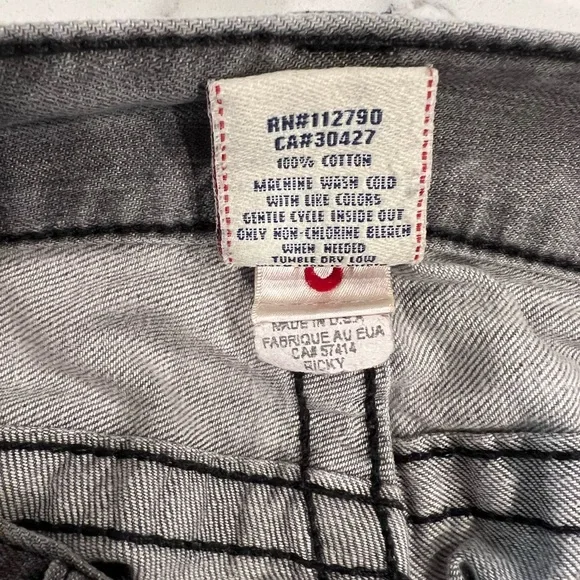 RN#112790
CA#30427
100% COTTON
MACHINE WASH COLD
WITH LIKE COLORS
GENTLE CYCLE INSIDE OUT
ONLY NON-CHLORINE BLEACH
WHEN NEEDED
TUMBLE DRY LOW
MADE IN U.S.A
FABRIQUE AU EUA
CA# 57414
RICKY